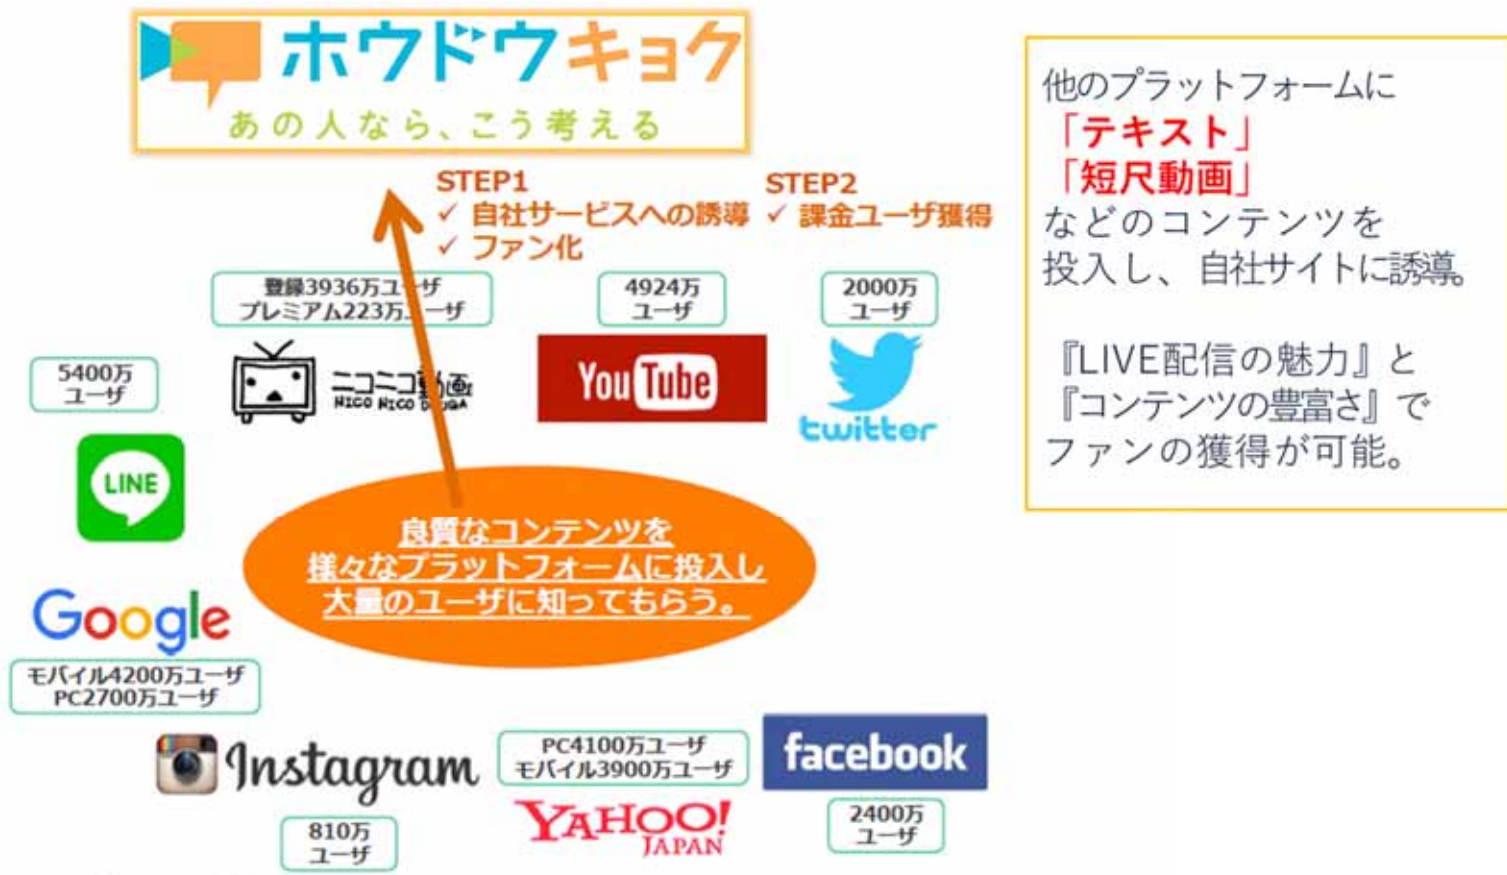 ホウドウキョク
あの人なら、こう考える
STEP1
✓ 自社サービスへの誘導
✓ ファン化
STEP2
✓ 課金ユーザ獲得
登録3936万ユーザ
プレミアム223万ユーザ
ニコニコ動画
NICO NICO DOUGA
4924万
ユーザ
YouTube
2000万
ユーザ
twitter
5400万
ユーザ
LINE
良質なコンテンツを
様々なプラットフォームに投入し
大量のユーザに知ってもらう。
Google
モバイル4200万ユーザ
PC2700万ユーザ
Instagram
810万
ユーザ
PC4100万ユーザ
モバイル3900万ユーザ
YAHOO!
JAPAN
facebook
2400万
ユーザ
他のプラットフォームに
「テキスト」
「短尺動画」
などのコンテンツを
投入し、自社サイトに誘導。
『LIVE配信の魅力』と
『コンテンツの豊富さ』で
ファンの獲得が可能。